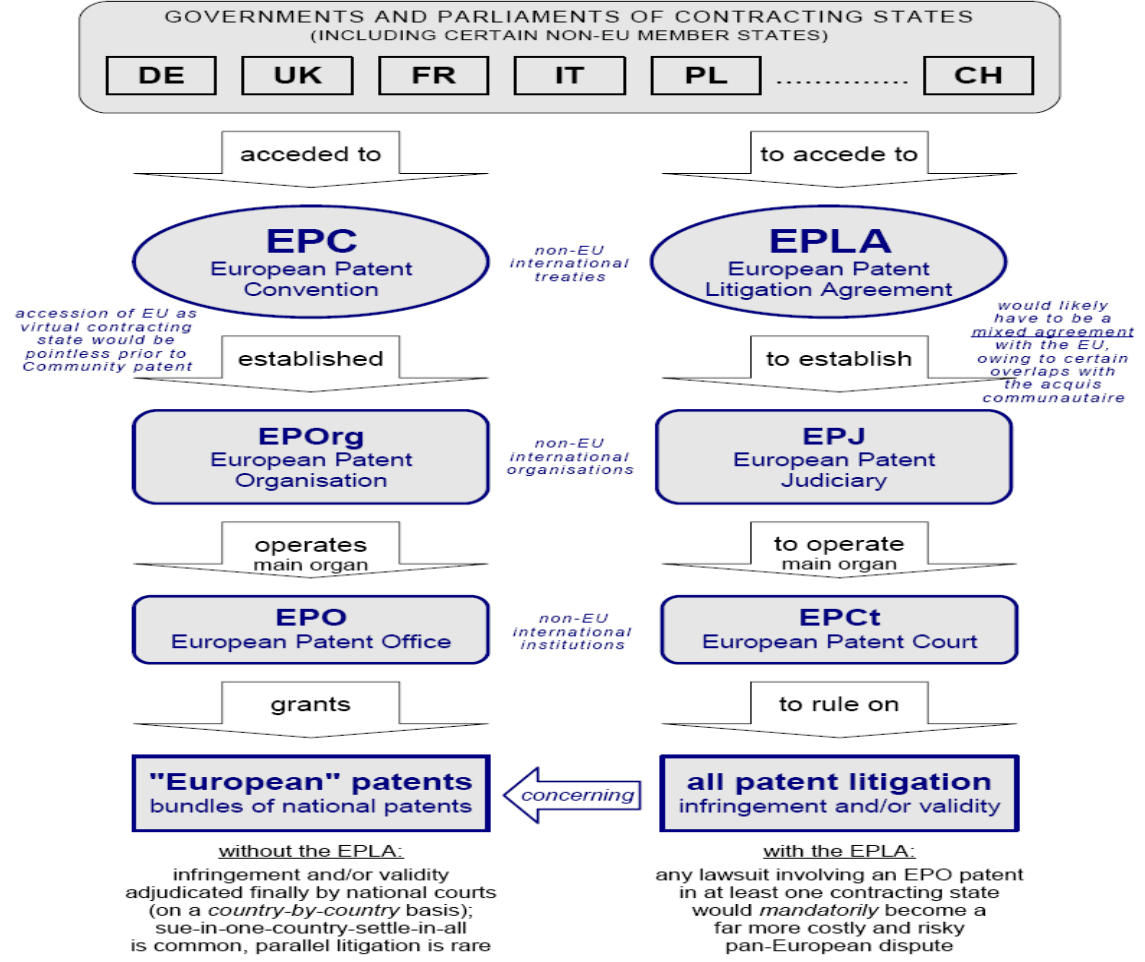 GOVERNMENTS AND PARLIAMENTS OF CONTRACTING STATES
(INCLUDING CERTAIN NON-EU MEMBER STATES)
DE UK FR IT PL .............. CH
acceded to
to accede to
EPC
European Patent
Convention
non-EU
international
treaties
EPLA
European Patent
Litigation Agreement
accession of EU as
virtual contracting
state would be
pointless prior to
Community patent
would likely
have to be a
mixed agreement
with the EU,
owing to certain
overlaps with
the acquis
communautaire
established
to establish
EPOrg
European Patent
Organisation
non-EU
international
organisations
EPJ
European Patent
Judiciary
operates
main organ
to operate
main organ
EPO
European Patent Office
non-EU
international
institutions
EPCt
European Patent Court
grants
to rule on
"European" patents
bundles of national patents
concerning
all patent litigation
infringement and/or validity
without the EPLA:
infringement and/or validity
adjudicated finally by national courts
(on a country-by-country basis);
sue-in-one-country-settle-in-all
is common, parallel litigation is rare
with the EPLA:
any lawsuit involving an EPO patent
in at least one contracting state
would mandatorily become a
far more costly and risky
pan-European dispute